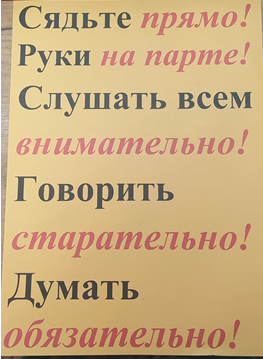 Сядьте прямо!
Руки на парте!
Слушать всем
внимательно!
Говорить
старательно!
Думать
обязательно!